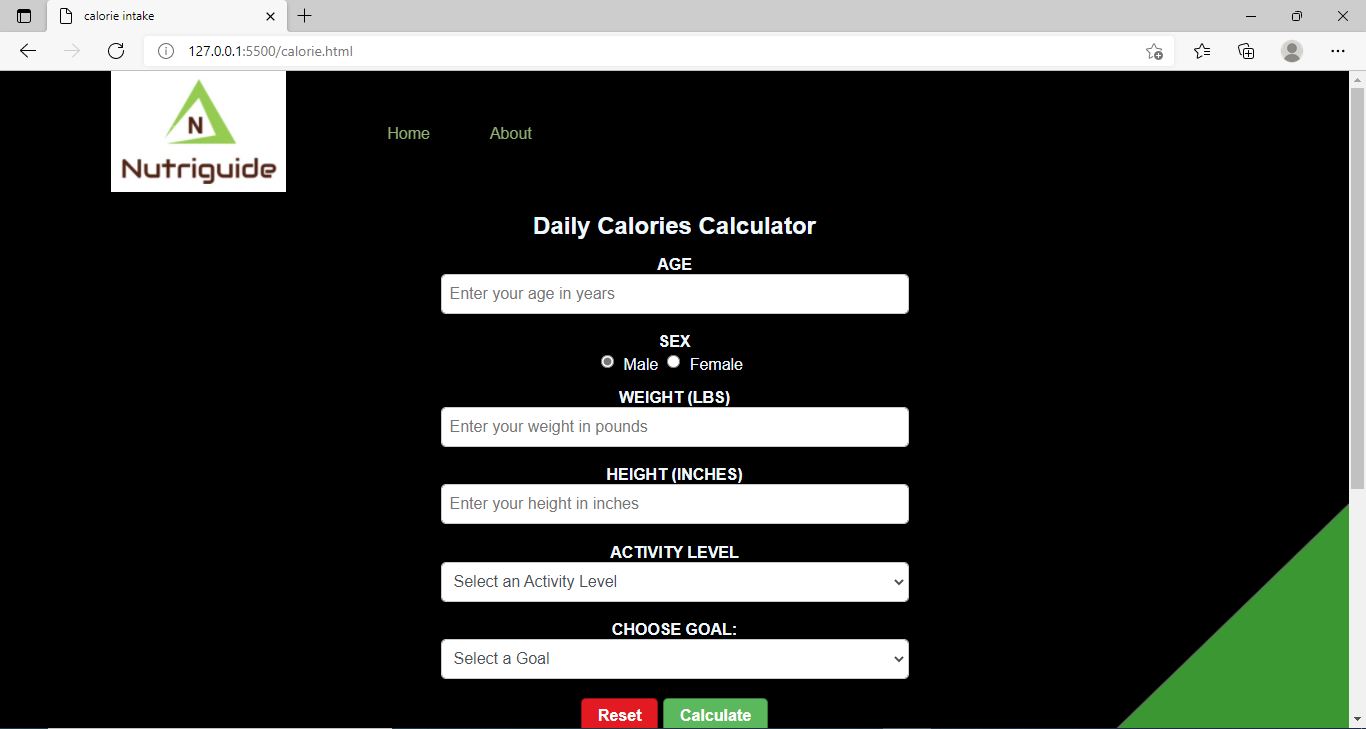 calorie intake
127.0.0.1:5500/calorie.html
N
Nutriguide
Home About
Daily Calories Calculator
AGE
Enter your age in years
SEX
Male Female
WEIGHT (LBS)
Enter your weight in pounds
HEIGHT (INCHES)
Enter your height in inches
ACTIVITY LEVEL
Select an Activity Level
CHOOSE GOAL:
Select a Goal
Reset Calculate